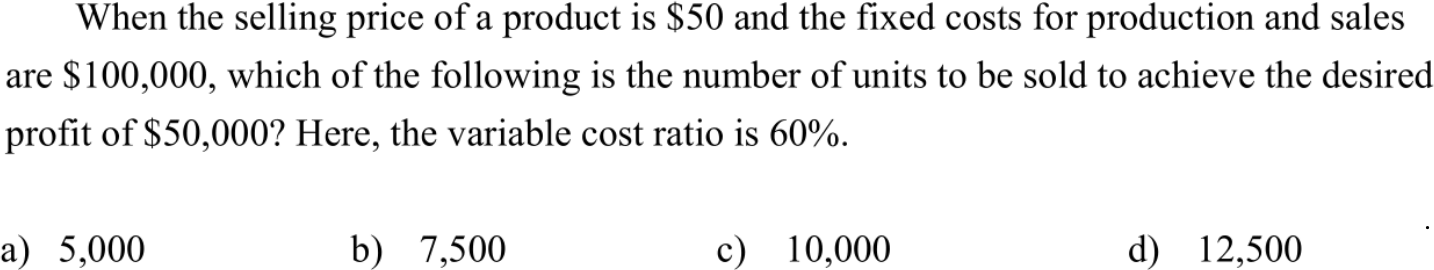 When the selling price of a product is $50 and the fixed costs for production and sales
are $100,000, which of the following is the number of units to be sold to achieve the desired
profit of $50,000? Here, the variable cost ratio is 60%.
a) 5,000 b) 7,500 c) 10,000 d) 12,500